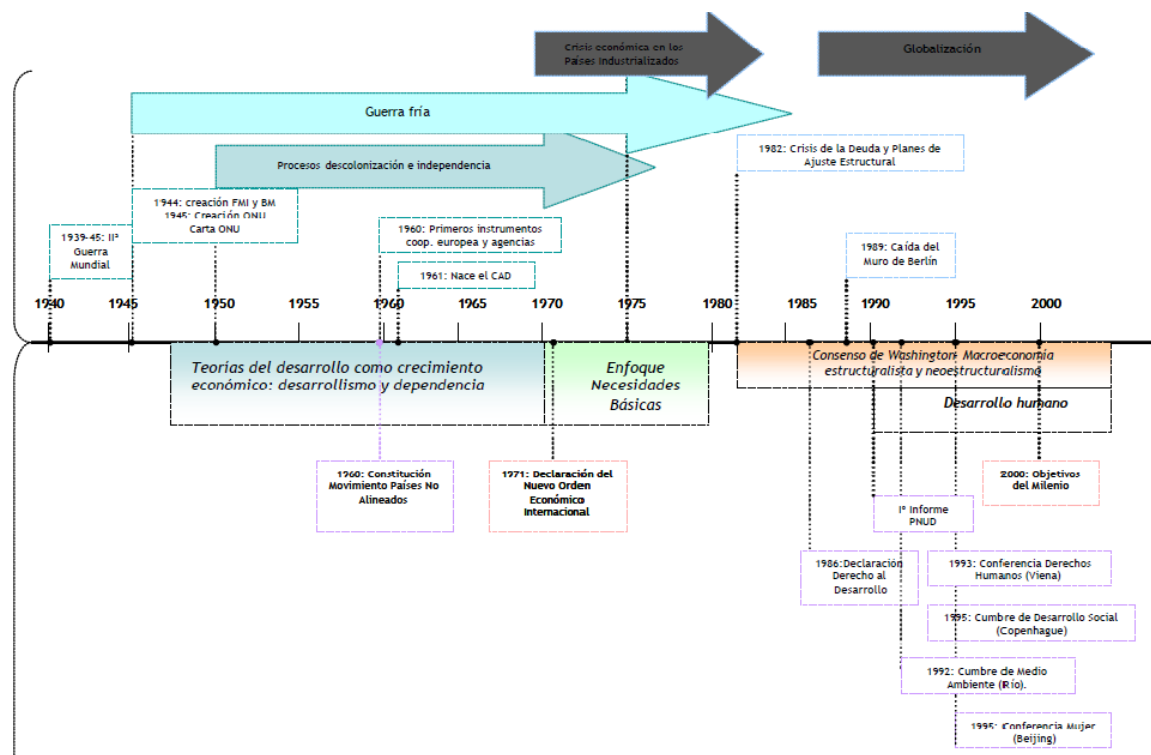 Crisis económica en los
Países Industrializados
Globalización
Guerra fría
Procesos descolonización e independencia
1982: Crisis de la Deuda y Planes de
Ajuste Estructural
1944: creación FMI y BM
1945: Creación ONU
Carta ONU
1939-45: IIª
Guerra
Mundial
1960: Primeros instrumentos
coop. europea y agencias
1961: Nace el CAD
1989: Caída del
Muro de Berlín
1940 1945 1950 1955 1960 1965 1970 1975 1980 1985 1990 1995 2000
Teorías del desarrollo como crecimiento
económico: desarrollismo y dependencia
Enfoque
Necesidades
Básicas
Consenso de Washington- Macroeconomía
estructuralista y neoestructuralismo
Desarrollo humano
1960: Constitución
Movimiento Países No
Alineados
1971: Declaración del
Nuevo Orden
Económico
Internacional
2000: Objetivos
del Milenio
Iº Informe
PNUD
1986:Declaración
Derecho al
Desarrollo
1993: Conferencia Derechos
Humanos (Viena)
1995: Cumbre de Desarrollo Social
(Copenhague)
1992: Cumbre de Medio
Ambiente (Río).
1995: Conferencia Mujer
(Beijing)